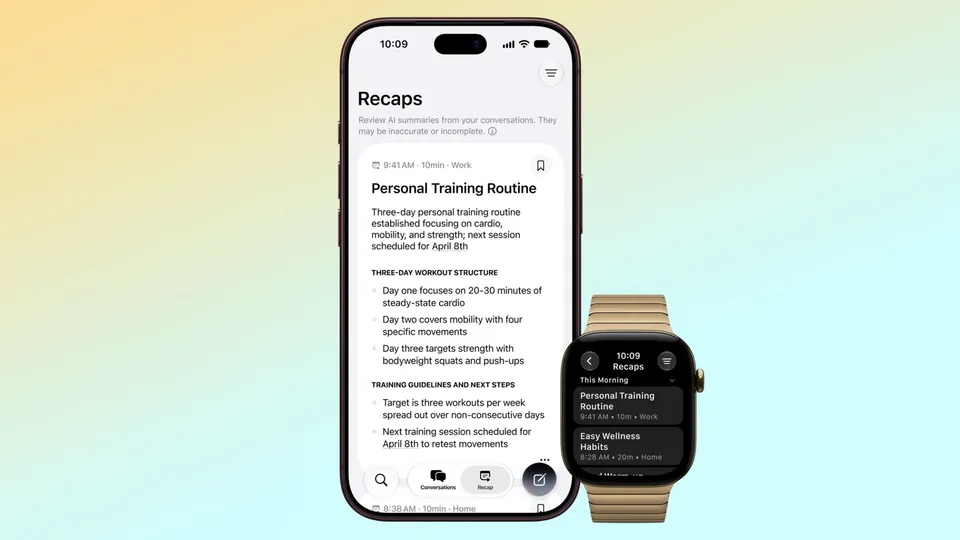 10:09
Recaps
Review AI summaries from your conversations. They
may be inaccurate or incomplete. ⓘ
9:41 AM · 10min · Work
Personal Training Routine
Three-day personal training routine
established focusing on cardio,
mobility, and strength; next session
scheduled for April 8th
THREE-DAY WORKOUT STRUCTURE
Day one focuses on 20-30 minutes of
steady-state cardio
Day two covers mobility with four
specific movements
Day three targets strength with
bodyweight squats and push-ups
TRAINING GUIDELINES AND NEXT STEPS
Target is three workouts per week
spread out over non-consecutive days
Next training session scheduled for
April 8th to retest movements
Conversations
Recap
8:38 AM · 10min · Home
10:09
Recaps
This Morning
Personal Training
Routine
9:41 AM • 10m • Work
Easy Wellness
Habits
8:28 AM • 20m • Home